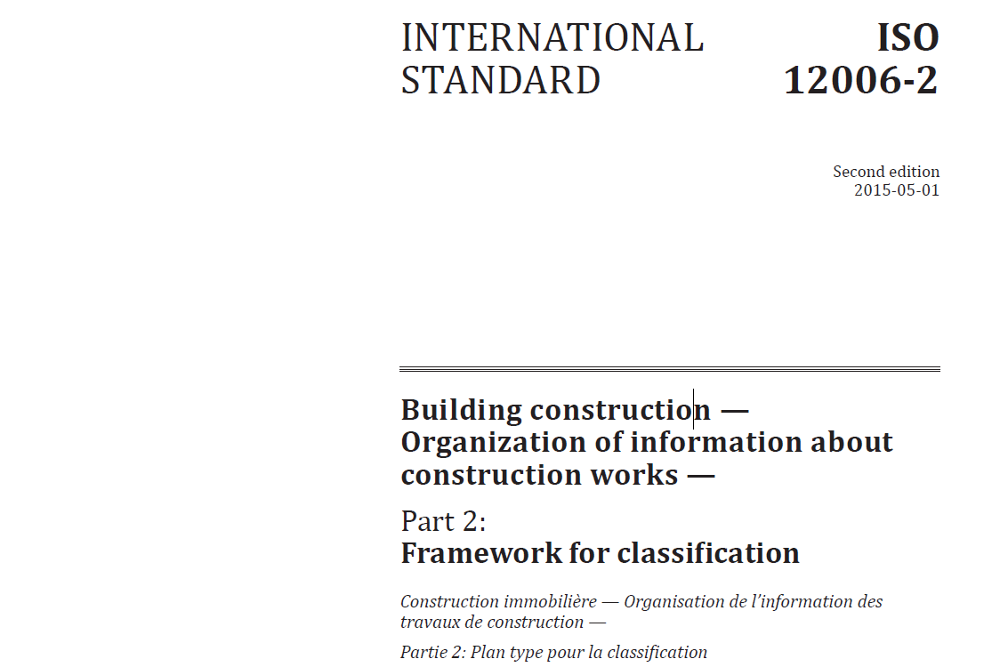 INTERNATIONAL STANDARD
ISO 12006-2
Second edition
2015-05-01
Building construction —
Organization of information about
construction works —
Part 2:
Framework for classification
Construction immobilière — Organisation de l’information des
travaux de construction —
Partie 2: Plan type pour la classification